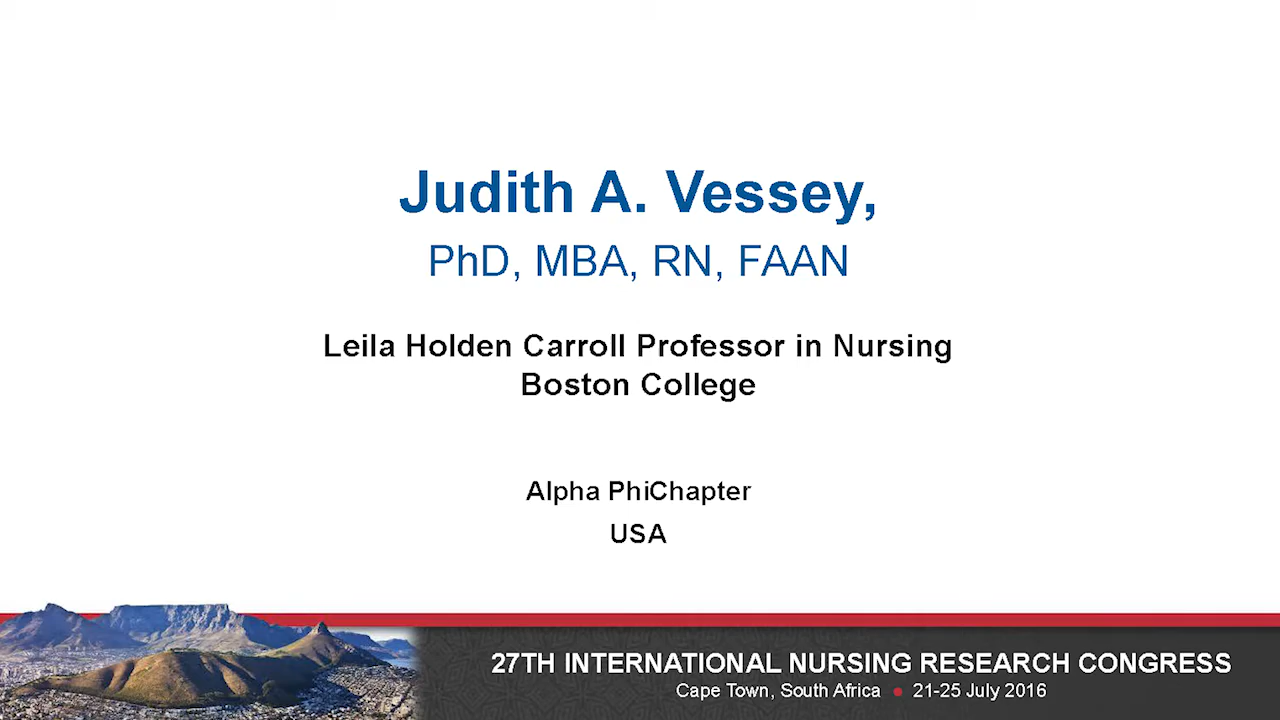 Judith A. Vessey,
PhD, MBA, RN, FAAN
Leila Holden Carroll Professor in Nursing
Boston College
Alpha PhiChapter
USA
27TH INTERNATIONAL NURSING RESEARCH CONGRESS
Cape Town, South Africa • 21-25 July 2016